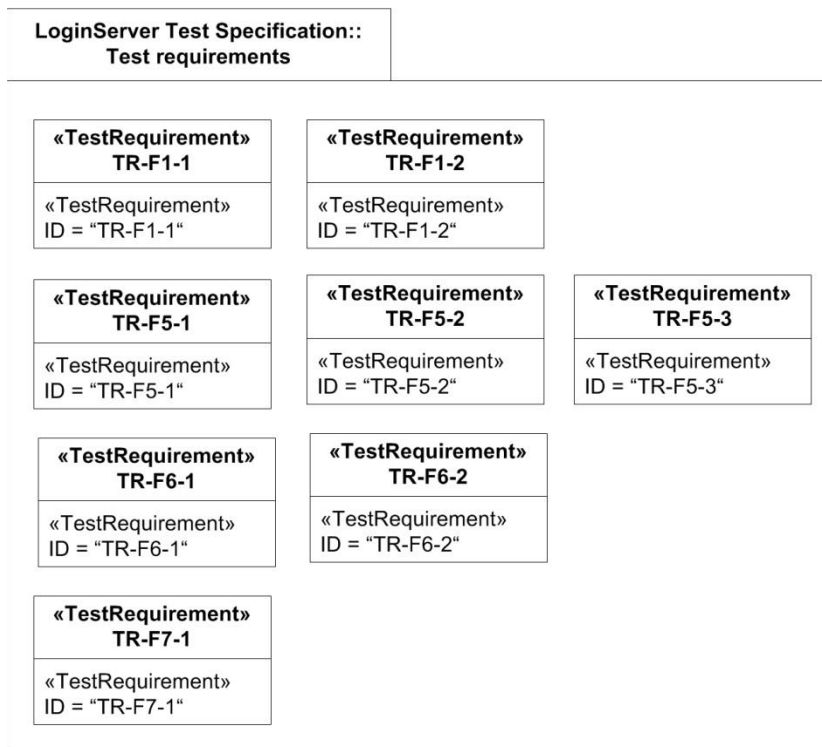 LoginServer Test Specification::
Test requirements
«TestRequirement»
TR-F1-1
«TestRequirement»
ID = “TR-F1-1“
«TestRequirement»
TR-F1-2
«TestRequirement»
ID = “TR-F1-2“
«TestRequirement»
TR-F5-1
«TestRequirement»
ID = “TR-F5-1“
«TestRequirement»
TR-F5-2
«TestRequirement»
ID = “TR-F5-2“
«TestRequirement»
TR-F5-3
«TestRequirement»
ID = “TR-F5-3“
«TestRequirement»
TR-F6-1
«TestRequirement»
ID = “TR-F6-1“
«TestRequirement»
TR-F6-2
«TestRequirement»
ID = “TR-F6-2“
«TestRequirement»
TR-F7-1
«TestRequirement»
ID = “TR-F7-1“